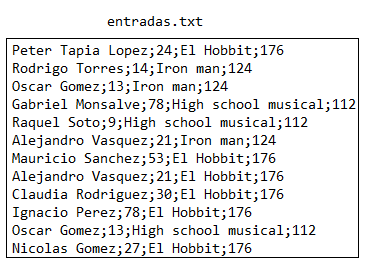 entradas.txt
Peter Tapia Lopez;24;El Hobbit;176
Rodrigo Torres;14;Iron man;124
Oscar Gomez;13;Iron man;124
Gabriel Monsalve;78;High school musical;112
Raquel Soto;9;High school musical;112
Alejandro Vasquez;21;Iron man;124
Mauricio Sanchez;53;El Hobbit;176
Alejandro Vasquez;21;El Hobbit;176
Claudia Rodriguez;30;El Hobbit;176
Ignacio Perez;78;El Hobbit;176
Oscar Gomez;13;High school musical;112
Nicolas Gomez;27;El Hobbit;176